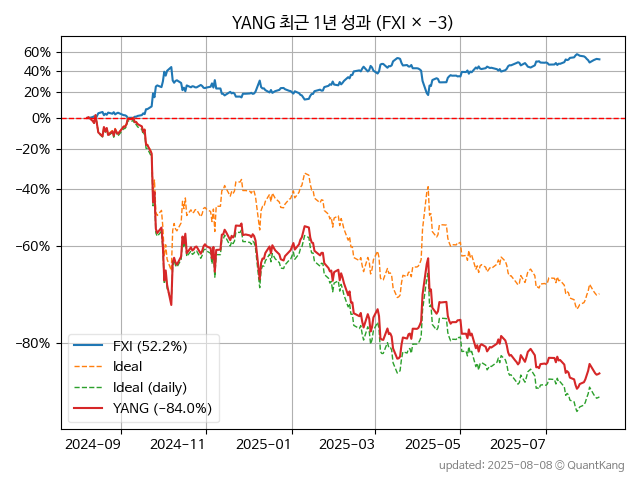 YANG 최근 1년 성과 (FXI × −3)
60%
40%
20%
0%
−20%
−40%
−60%
−80%
FXI (52.2%)
Ideal
Ideal (daily)
YANG (−84.0%)
2024-09 2024-11 2025-01 2025-03 2025-05 2025-07
updated: 2025-08-08 © QuantKang